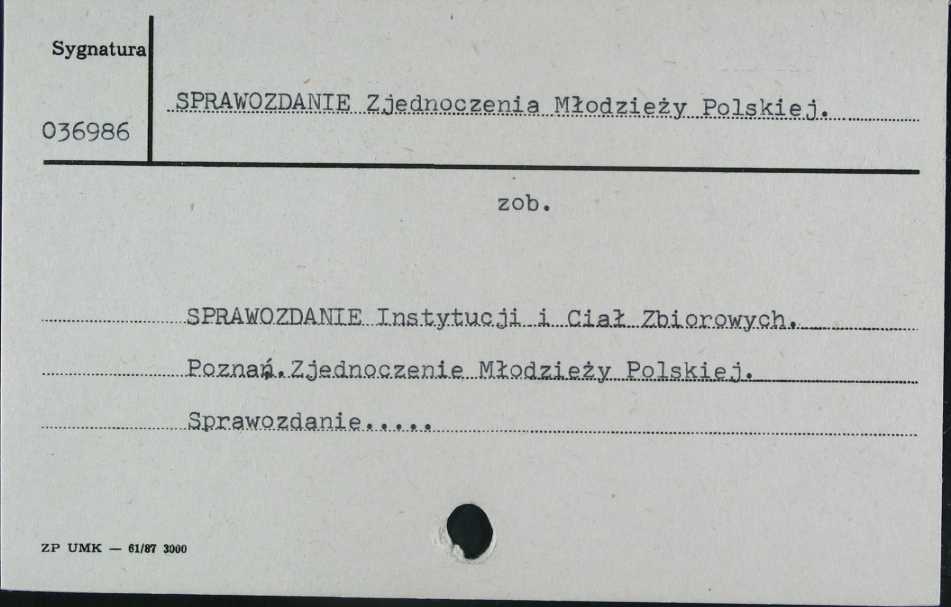 Sygnatura
SPRAWOZDANIE Zjednoczenia Młodzieży Polskiej.
036986
zob.
SPRAWOZDANIE Instytucji i Ciał Zbiorowych.
Poznań.Zjednoczenie Młodzieży Polskiej.
Sprawozdanie.....
ZP UMK — 61/87 3000